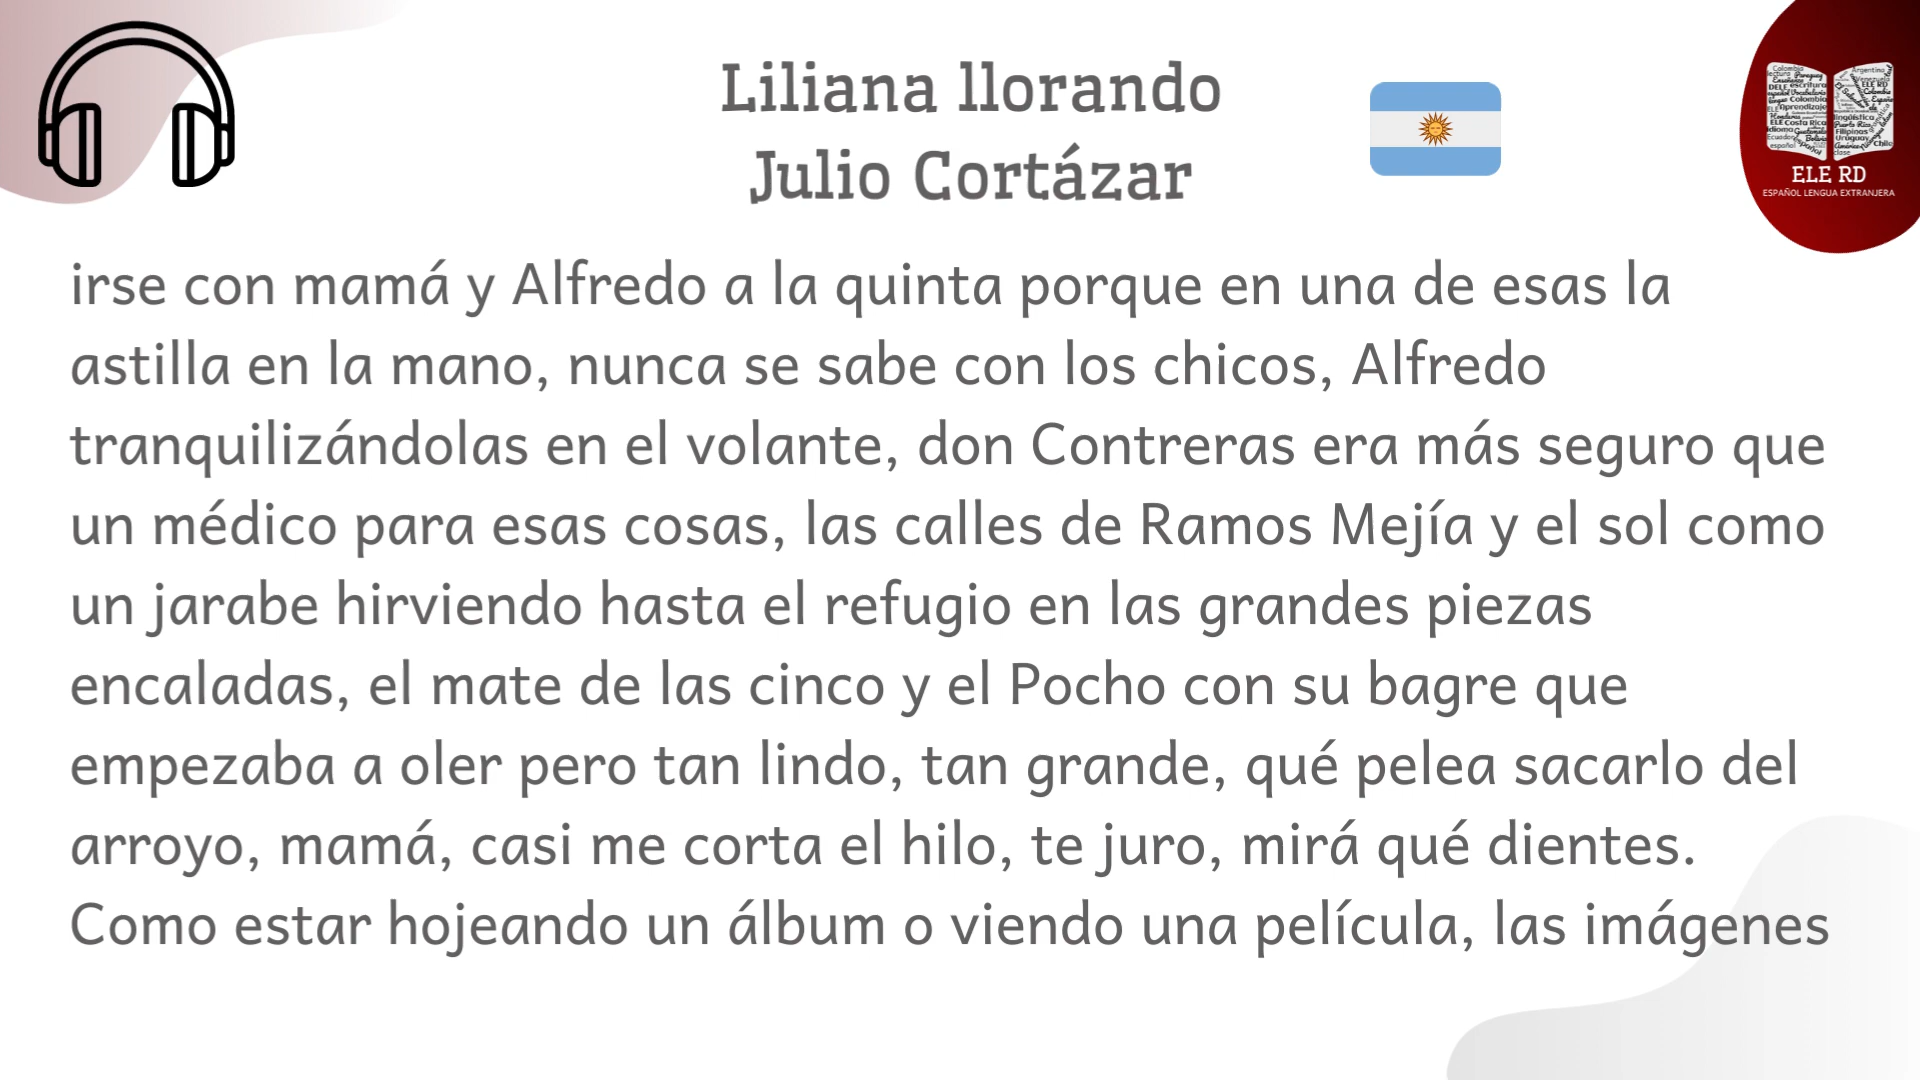 Liliana llorando
Julio Cortázar
ELE RD
ESPAÑOL LENGUA EXTRANJERA
irse con mamá y Alfredo a la quinta porque en una de esas la
astilla en la mano, nunca se sabe con los chicos, Alfredo
tranquilizándolas en el volante, don Contreras era más seguro que
un médico para esas cosas, las calles de Ramos Mejía y el sol como
un jarabe hirviendo hasta el refugio en las grandes piezas
encaladas, el mate de las cinco y el Pocho con su bagre que
empezaba a oler pero tan lindo, tan grande, qué pelea sacarlo del
arroyo, mamá, casi me corta el hilo, te juro, mirá qué dientes.
Como estar hojeando un álbum o viendo una película, las imágenes